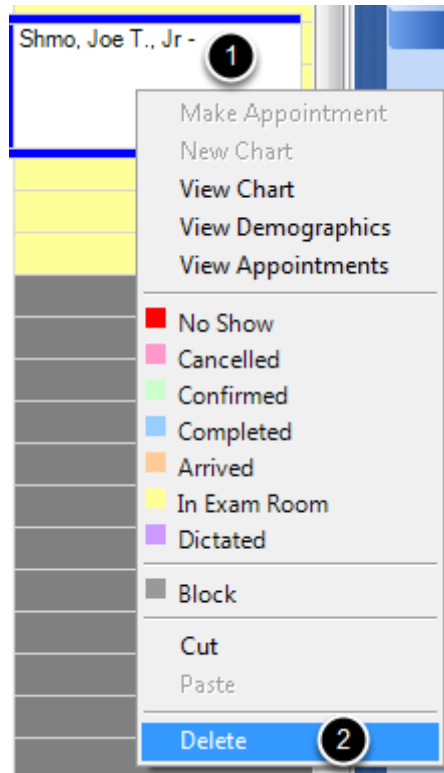 Shmo, Joe T., Jr -
1
Make Appointment
New Chart
View Chart
View Demographics
View Appointments
No Show
Cancelled
Confirmed
Completed
Arrived
In Exam Room
Dictated
Block
Cut
Paste
Delete
2